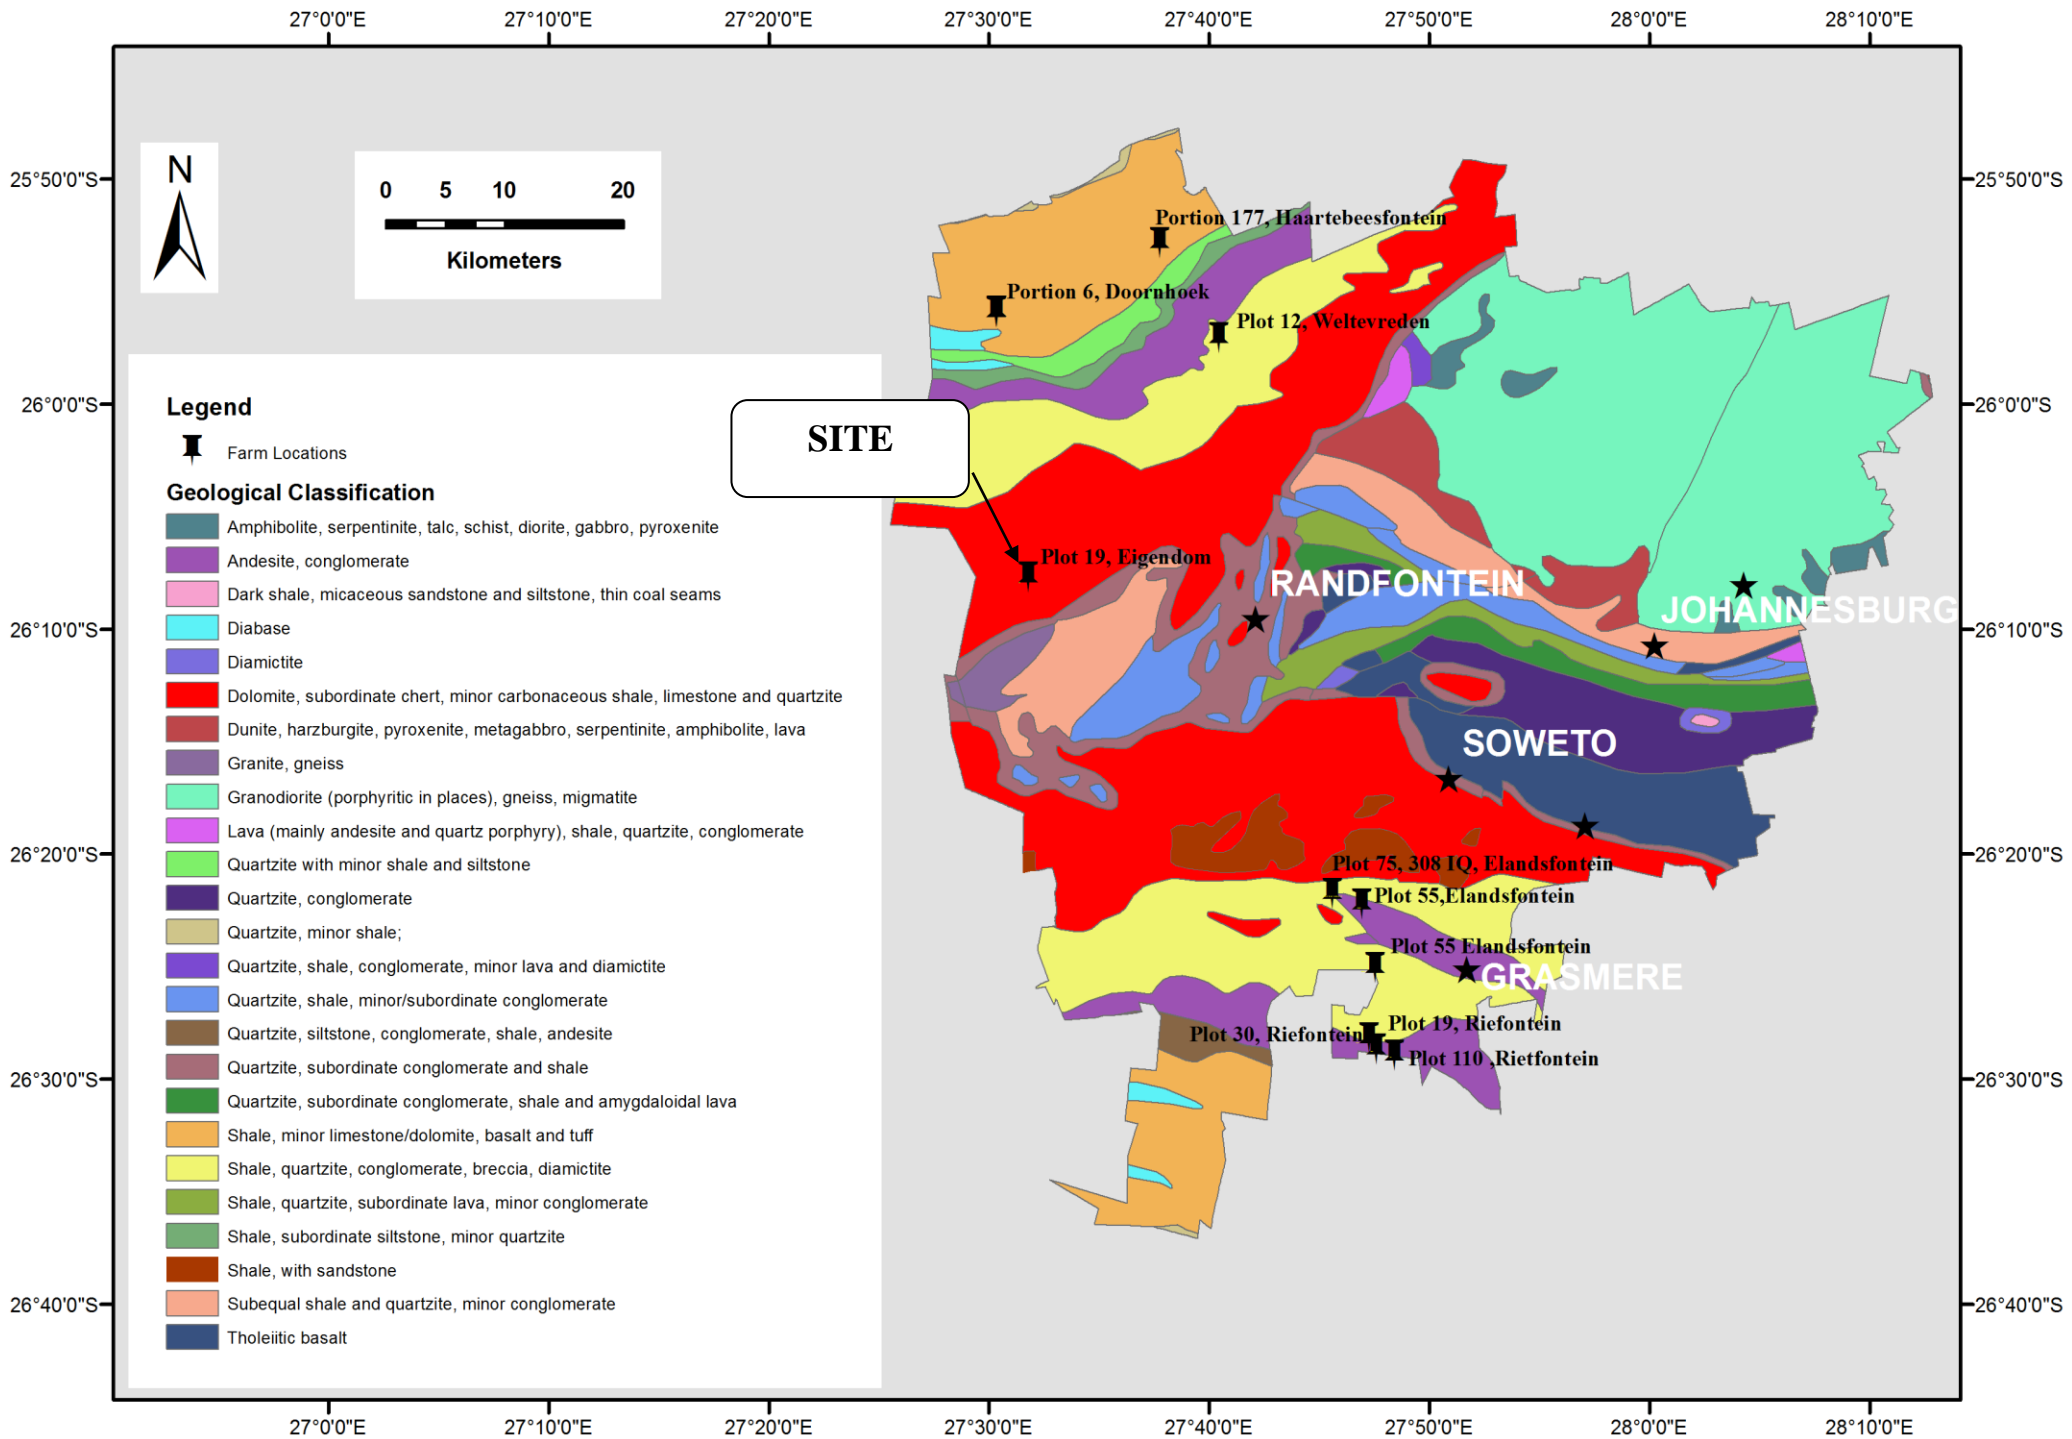 27°0'0"E 27°10'0"E 27°20'0"E 27°30'0"E 27°40'0"E 27°50'0"E 28°0'0"E 28°10'0"E
N
0 5 10 20
Kilometers
25°50'0"S
25°50'0"S
26°0'0"S
26°0'0"S
26°10'0"S
26°10'0"S
26°20'0"S
26°20'0"S
26°30'0"S
26°30'0"S
26°40'0"S
26°40'0"S
Portion 177, Haartebeesfontein
Portion 6, Doornhoek
Plot 12, Weltevreden
SITE
Plot 19, Eigendom
RANDFONTEIN
JOHANNESBURG
SOWETO
Plot 75, 308 IQ, Elandsfontein
Plot 55,Elandsfontein
Plot 55 Elandsfontein
GRASMERE
Plot 19, Riefontein
Plot 30, Riefontein
Plot 110 ,Rietfontein
Legend
Farm Locations
Geological Classification
Amphibolite, serpentinite, talc, schist, diorite, gabbro, pyroxenite
Andesite, conglomerate
Dark shale, micaceous sandstone and siltstone, thin coal seams
Diabase
Diamictite
Dolomite, subordinate chert, minor carbonaceous shale, limestone and quartzite
Dunite, harzburgite, pyroxenite, metagabbro, serpentinite, amphibolite, lava
Granite, gneiss
Granodiorite (porphyritic in places), gneiss, migmatite
Lava (mainly andesite and quartz porphyry), shale, quartzite, conglomerate
Quartzite with minor shale and siltstone
Quartzite, conglomerate
Quartzite, minor shale;
Quartzite, shale, conglomerate, minor lava and diamictite
Quartzite, shale, minor/subordinate conglomerate
Quartzite, siltstone, conglomerate, shale, andesite
Quartzite, subordinate conglomerate and shale
Quartzite, subordinate conglomerate, shale and amygdaloidal lava
Shale, minor limestone/dolomite, basalt and tuff
Shale, quartzite, conglomerate, breccia, diamictite
Shale, quartzite, subordinate lava, minor conglomerate
Shale, subordinate siltstone, minor quartzite
Shale, with sandstone
Subequal shale and quartzite, minor conglomerate
Tholeiitic basalt
27°0'0"E 27°10'0"E 27°20'0"E 27°30'0"E 27°40'0"E 27°50'0"E 28°0'0"E 28°10'0"E